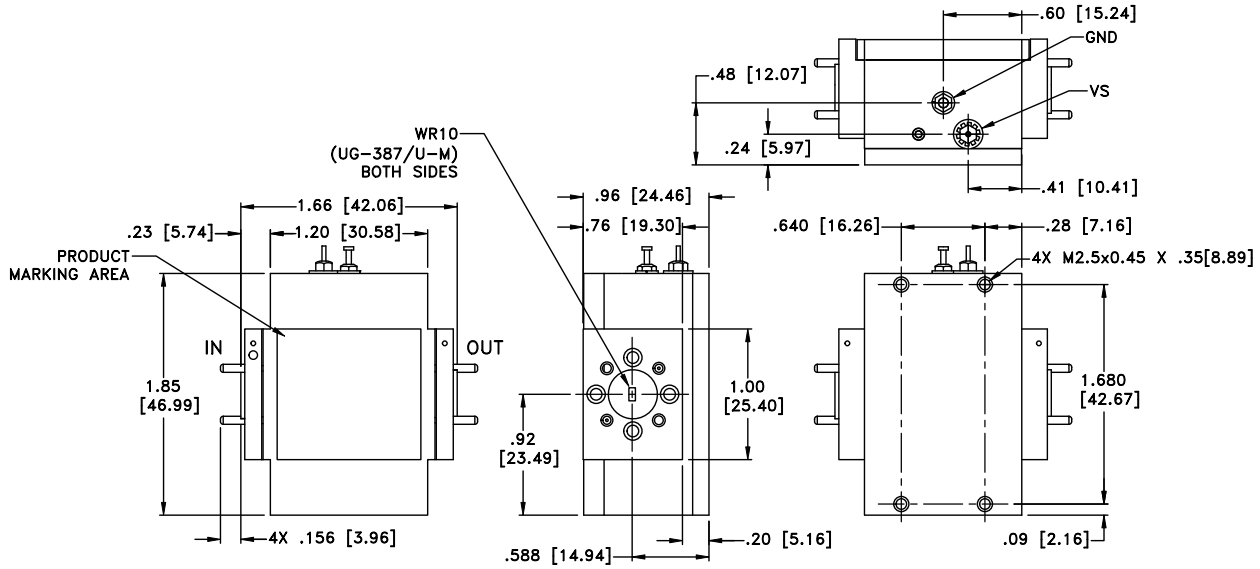 .60 [15.24]
GND
.48 [12.07]
VS
.24 [5.97]
.41 [10.41]
WR10
(UG-387/U-M)
BOTH SIDES
1.66 [42.06]
.23 [5.74]
1.20 [30.58]
PRODUCT
MARKING AREA
IN
OUT
1.85
[46.99]
4X .156 [3.96]
.96 [24.46]
.76 [19.30]
1.00
[25.40]
.92
[23.49]
.588 [14.94]
.20 [5.16]
.640 [16.26]
.28 [7.16]
4X M2.5x0.45 X .35[8.89]
1.680
[42.67]
.09 [2.16]